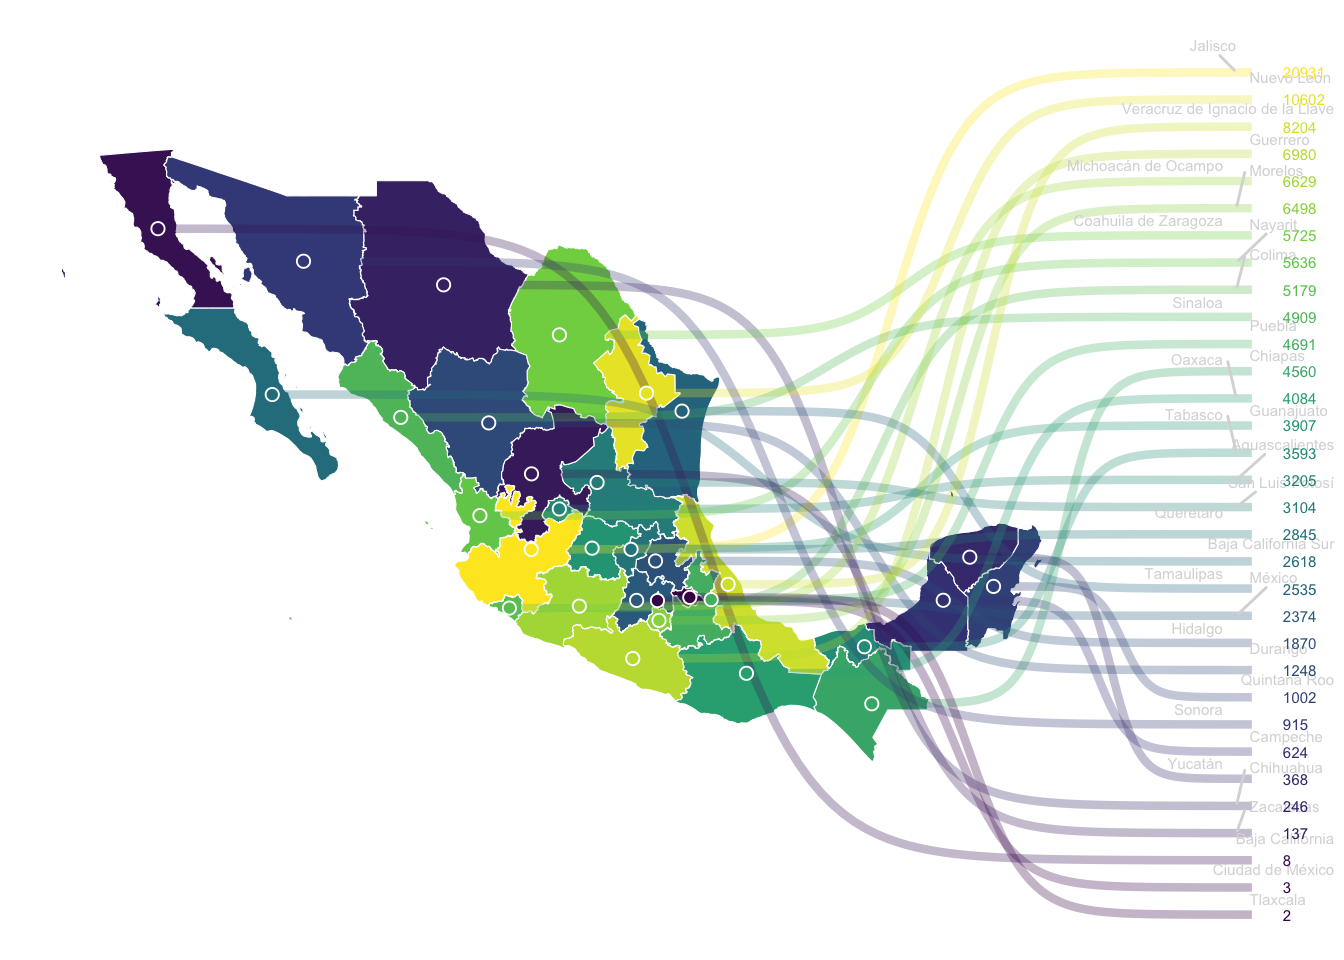 Jalisco
20931
Nuevo León
10602
Veracruz de Ignacio de la Llave
8204
Guerrero
6980
Michoacán de Ocampo
Morelos
6629
6498
Coahuila de Zaragoza
Nayarit
5725
Colima
5636
5179
Sinaloa
4909
Puebla
4691
Oaxaca
Chiapas
4560
4084
Guanajuato
Tabasco
3907
Aguascalientes
3593
San Luis Potosí
3205
3104
Querétaro
2845
Baja California Sur
2618
Tamaulipas
México
2535
2374
Hidalgo
1870
Durango
1248
Quintana Roo
1002
Sonora
915
Campeche
624
Yucatán
Chihuahua
368
246
Zacatecas
137
Baja California
8
Ciudad de México
3
Tlaxcala
2